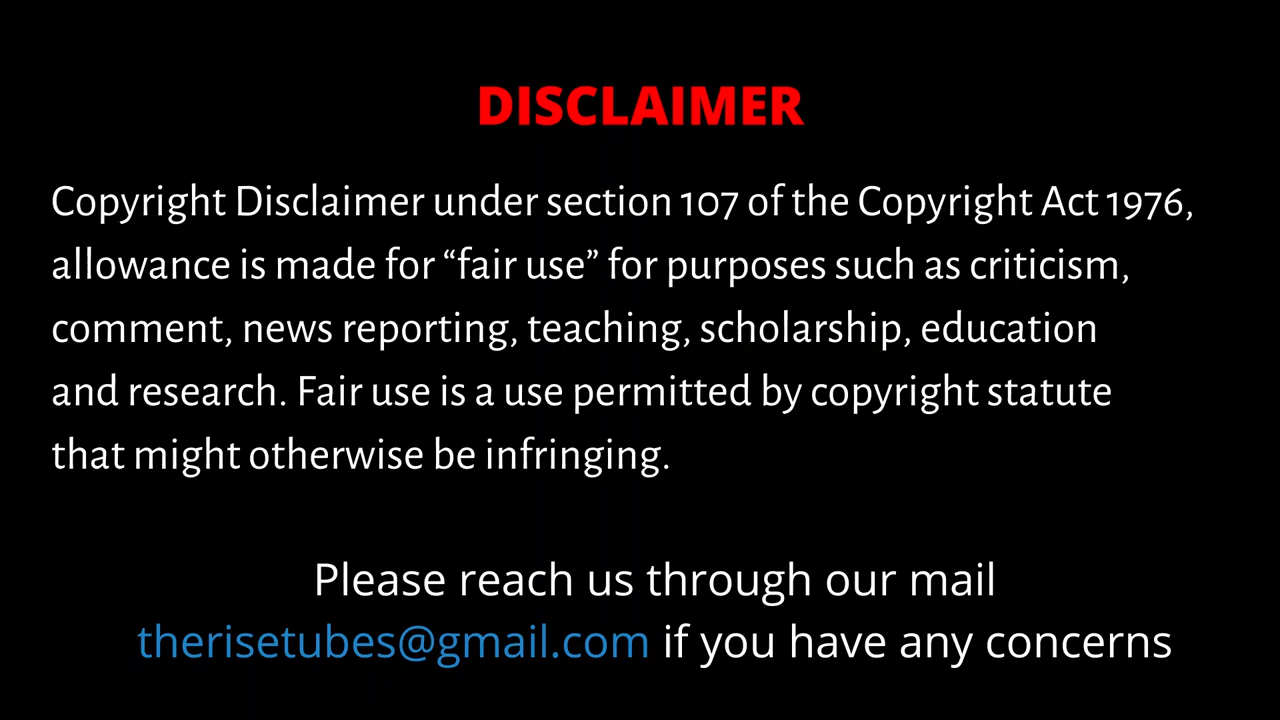 DISCLAIMER
Copyright Disclaimer under section 107 of the Copyright Act 1976,
allowance is made for “fair use” for purposes such as criticism,
comment, news reporting, teaching, scholarship, education
and research. Fair use is a use permitted by copyright statute
that might otherwise be infringing.
Please reach us through our mail
therisetubes@gmail.com if you have any concerns